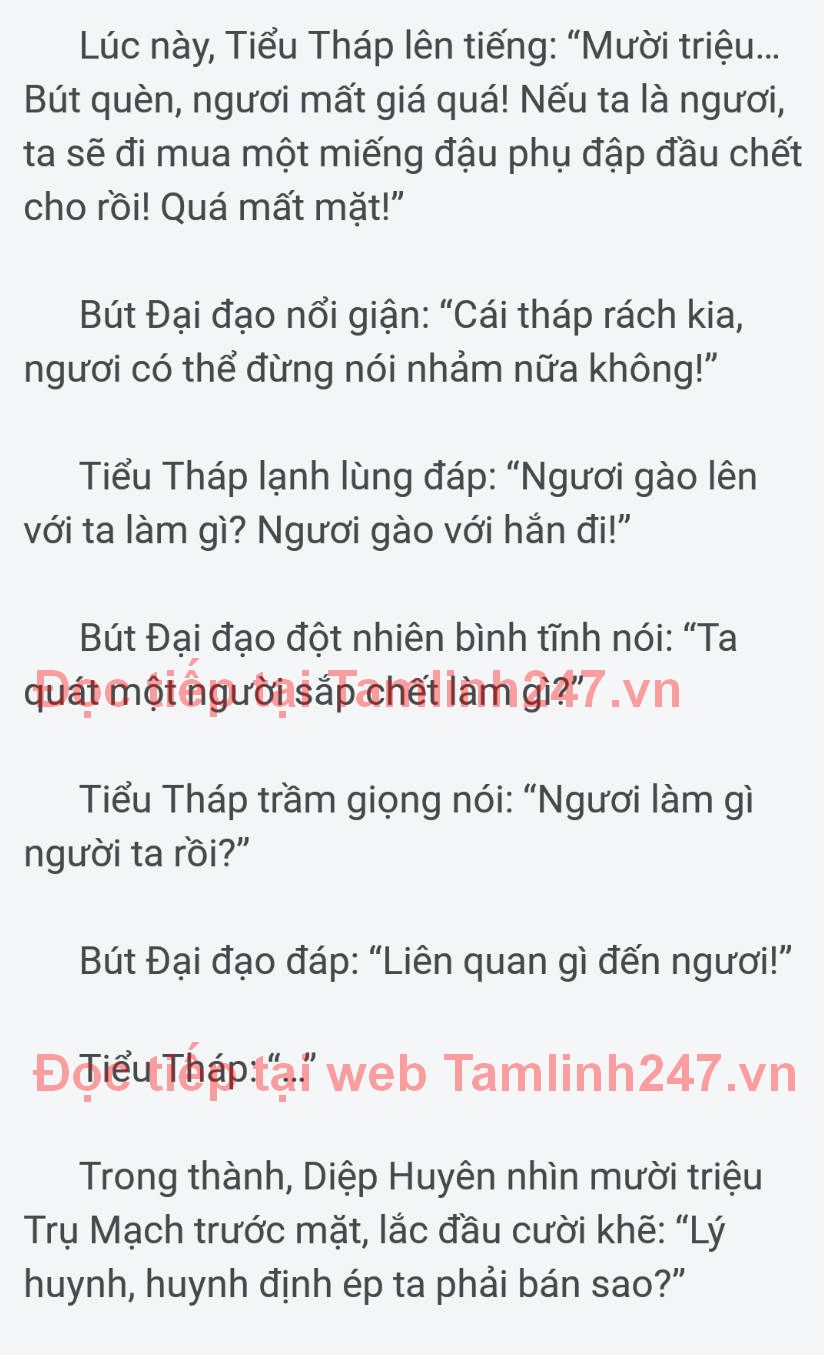 Lúc này, Tiểu Tháp lên tiếng: “Mười triệu...
Bút quèn, ngươi mất giá quá! Nếu ta là ngươi,
ta sẽ đi mua một miếng đậu phụ đập đầu chết
cho rồi! Quá mất mặt!”
Bút Đại đạo nổi giận: “Cái tháp rách kia,
ngươi có thể đừng nói nhảm nữa không!”
Tiểu Tháp lạnh lùng đáp: “Ngươi gào lên
với ta làm gì? Ngươi gào với hắn đi!”
Bút Đại đạo đột nhiên bình tĩnh nói: “Ta
quát một người sắp chết làm gì?”
Đọc tiếp tại Tamlinh247.vn
Tiểu Tháp trầm giọng nói: “Ngươi làm gì
người ta rồi?”
Bút Đại đạo đáp: “Liên quan gì đến ngươi!”
Tiểu Tháp: “...”
Đọc tiếp tại web Tamlinh247.vn
Trong thành, Diệp Huyên nhìn mười triệu
Trụ Mạch trước mặt, lắc đầu cười khẽ: “Lý
huynh, huynh định ép ta phải bán sao?”